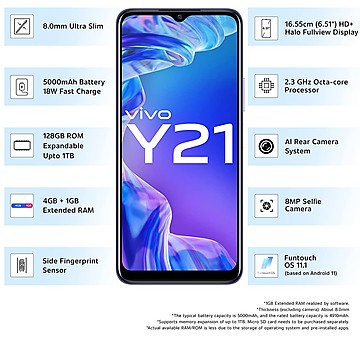 8.0mm Ultra Slim
5000mAh Battery
18W Fast Charge
128GB ROM
Expandable
Upto 1TB
4GB + 1GB
Extended RAM
Side Fingerprint
Sensor
vivo
Y21
16.55cm (6.51") HD+
Halo Fullview Display
2.3 GHz Octa-core
Processor
AI Rear Camera
System
8MP Selfie
Camera
Funtouch
OS 11.1
(based on Android 11)
*1GB Extended RAM realized by software.
*Thickness (excluding camera): About 8.0mm
*The typical battery capacity is 5000mAh, and the rated battery capacity is 4910mAh.
*Supports memory expansion of up to 1TB. Micro SD card needs to be purchased separately.
*Actual available RAM/ROM is less due to the storage of operating system and pre-installed apps.